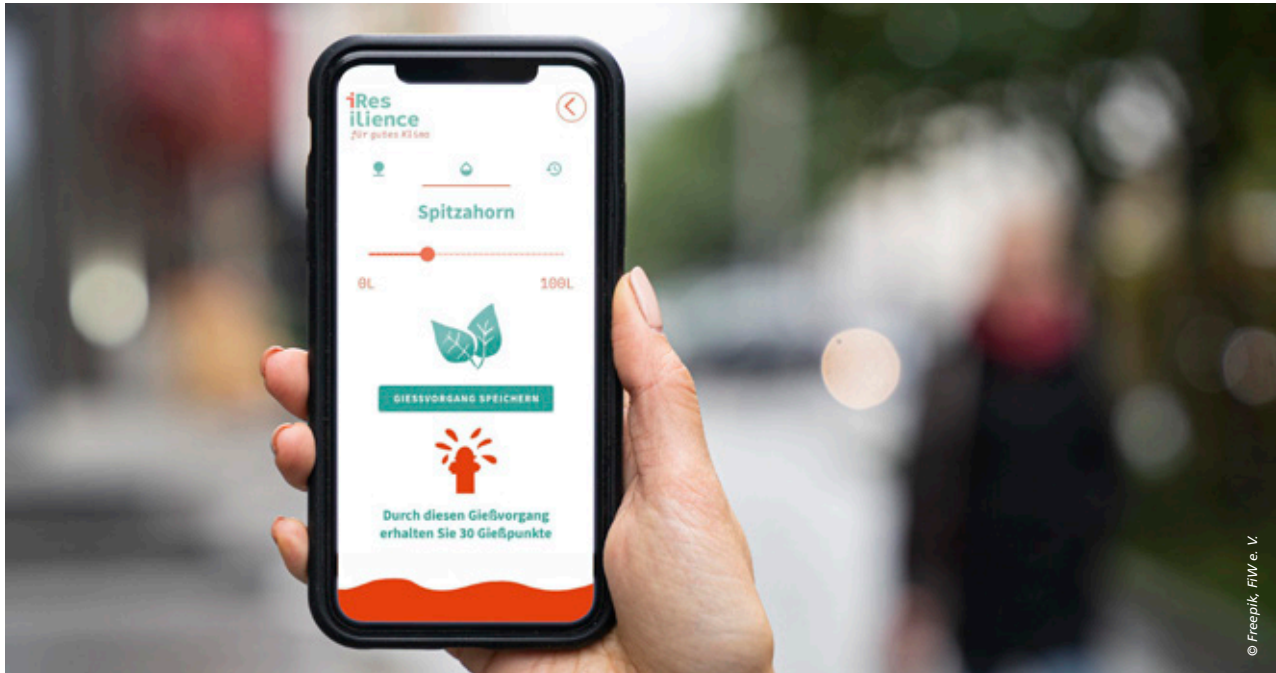 iRes
ilience
für gutes Klima
Spitzahorn
0L
100L
GIESSVORGANG SPEICHERN
Durch diesen Gießvorgang
erhalten Sie 30 Gießpunkte
© Freepik, FiW e. V.